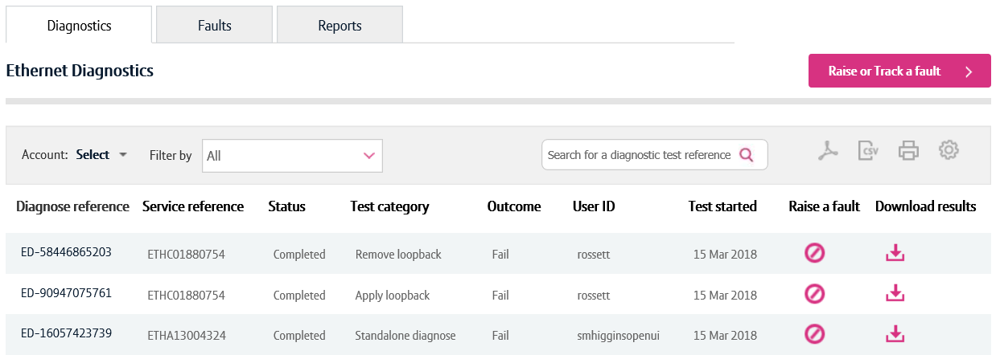 Diagnostics Faults Reports
Ethernet Diagnostics Raise or Track a fault
Account: Select Filter by All Search for a diagnostic test reference CSV
Diagnose reference Service reference Status Test category Outcome User ID Test started Raise a fault Download results
ED-58446865203 ETHC01880754 Completed Remove loopback Fail rossett 15 Mar 2018
ED-90947075761 ETHC01880754 Completed Apply loopback Fail rossett 15 Mar 2018
ED-16057423739 ETHA13004324 Completed Standalone diagnose Fail smhigginsopenui 15 Mar 2018